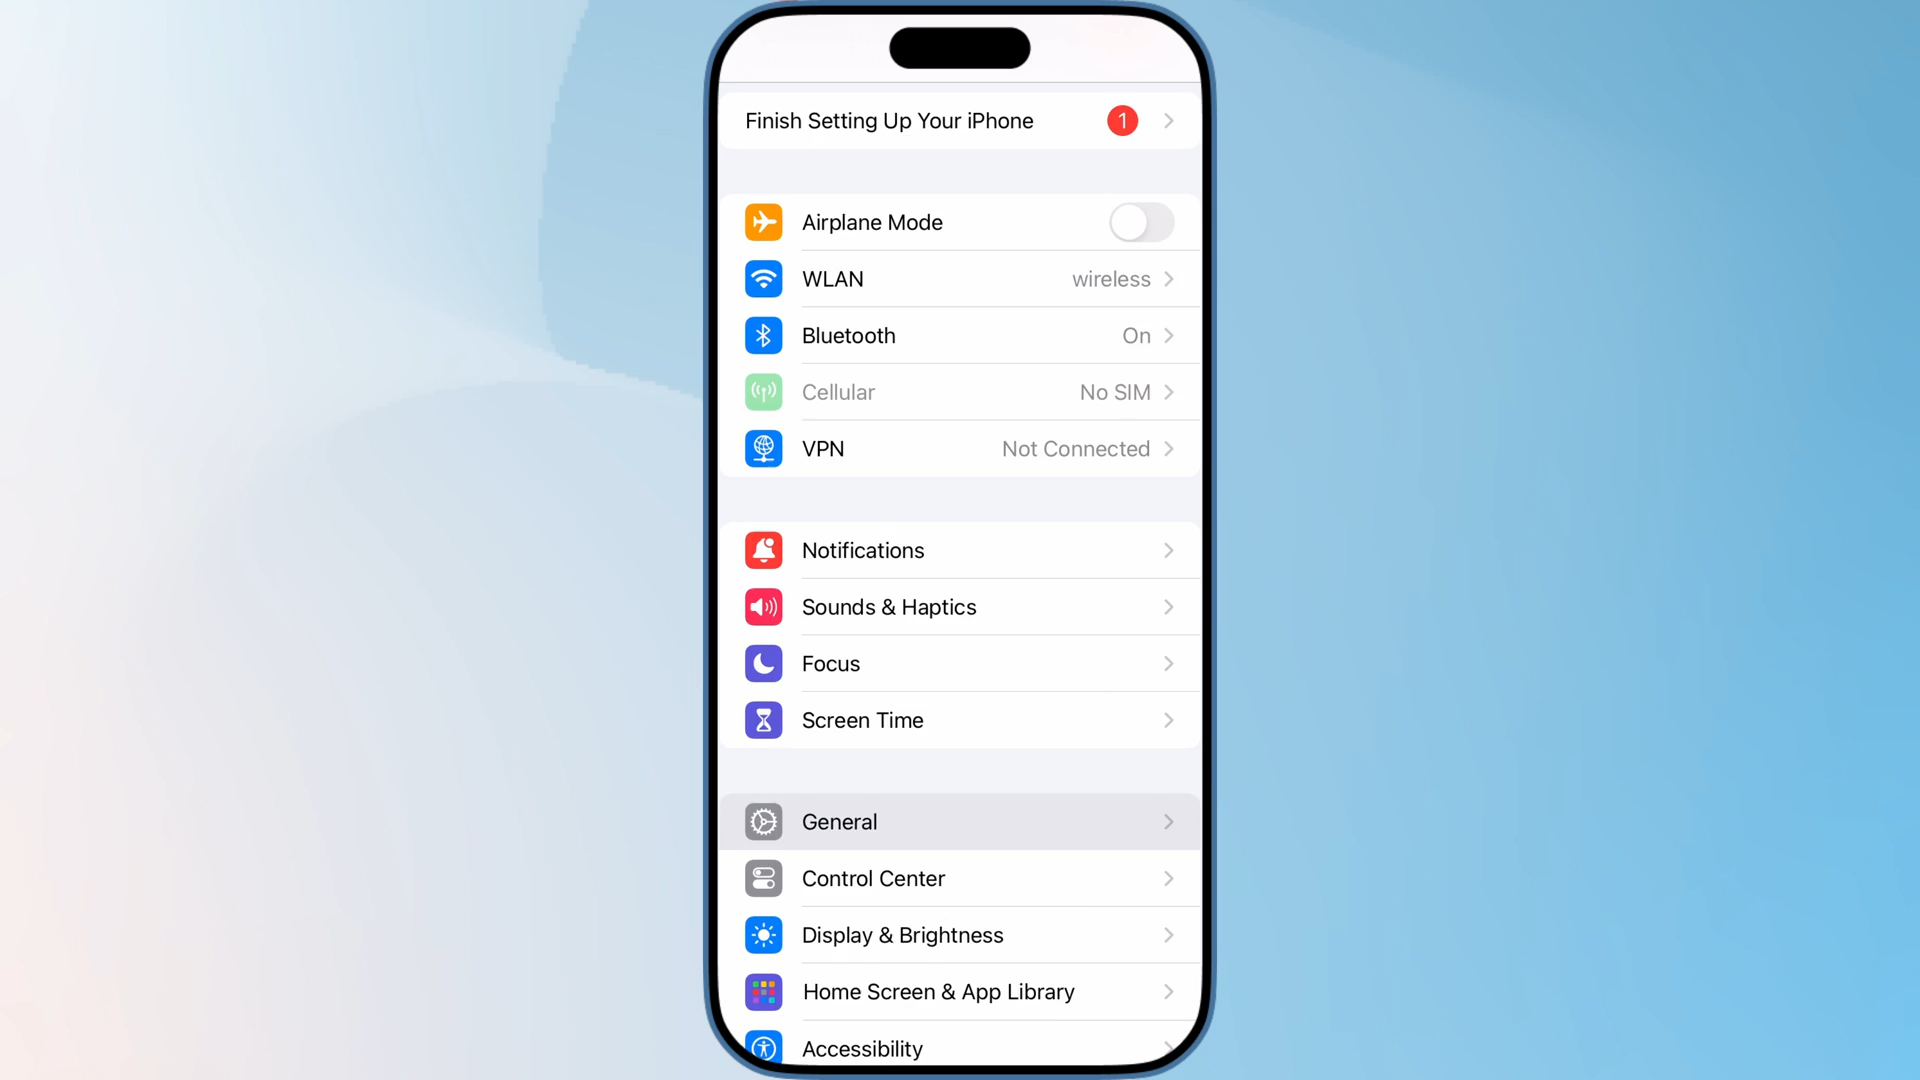 Finish Setting Up Your iPhone 1
Airplane Mode
WLAN wireless
Bluetooth On
Cellular No SIM
VPN Not Connected
Notifications
Sounds & Haptics
Focus
Screen Time
General
Control Center
Display & Brightness
Home Screen & App Library
Accessibility